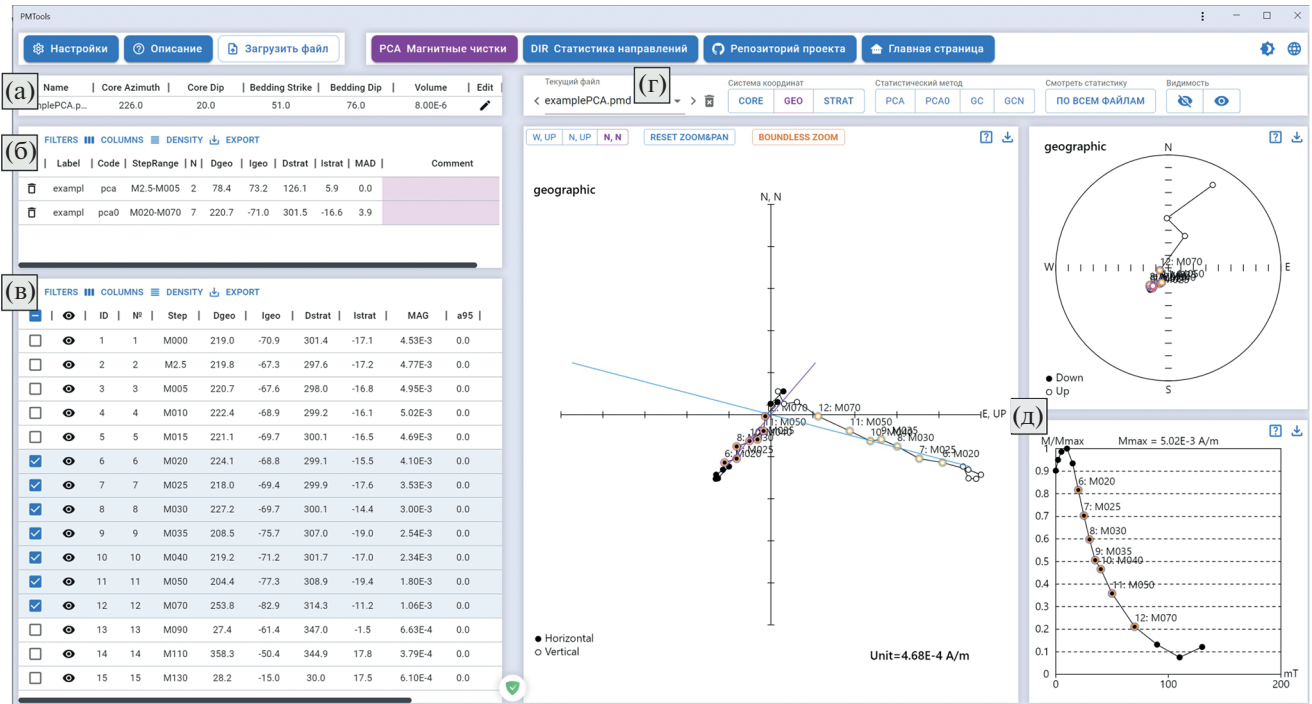 PMTools
Настройки Описание Загрузить файл PCA Магнитные чистки DIR Статистика направлений Репозиторий проекта Главная страница
(а)
Name Core Azimuth Core Dip Bedding Strike Bedding Dip Volume Edit
nplePCA.p... 226.0 20.0 51.0 76.0 8.00E-6
(г)
Текущий файл Система координат Статистический метод Смотреть статистику Видимость
examplePCA.pmd CORE GEO STRAT PCA PCA0 GC GCN ПО ВСЕМ ФАЙЛАМ
(б)
FILTERS COLUMNS DENSITY EXPORT
Label Code StepRange N Dgeo Igeo Dstrat Istrat MAD Comment
exampl pca M2.5-M005 2 78.4 73.2 126.1 5.9 0.0
exampl pca0 M020-M070 7 220.7 -71.0 301.5 -16.6 3.9
(в)
FILTERS COLUMNS DENSITY EXPORT
ID № Step Dgeo Igeo Dstrat Istrat MAG a95
1 1 M000 219.0 -70.9 301.4 -17.1 4.53E-3 0.0
2 2 M2.5 219.8 -67.3 297.6 -17.2 4.77E-3 0.0
3 3 M005 220.7 -67.6 298.0 -16.8 4.95E-3 0.0
4 4 M010 222.4 -68.9 299.2 -16.1 5.02E-3 0.0
5 5 M015 221.1 -69.7 300.1 -16.5 4.69E-3 0.0
6 6 M020 224.1 -68.8 299.1 -15.5 4.10E-3 0.0
7 7 M025 218.0 -69.4 299.9 -17.6 3.53E-3 0.0
8 8 M030 227.2 -69.7 300.1 -14.4 3.00E-3 0.0
9 9 M035 208.5 -75.7 307.0 -19.0 2.54E-3 0.0
10 10 M040 219.2 -71.2 301.7 -17.0 2.34E-3 0.0
11 11 M050 204.4 -77.3 308.9 -19.4 1.80E-3 0.0
12 12 M070 253.8 -82.9 314.3 -11.2 1.06E-3 0.0
13 13 M090 27.4 -61.4 347.0 -1.5 6.63E-4 0.0
14 14 M110 358.3 -50.4 344.9 17.8 3.79E-4 0.0
15 15 M130 28.2 -15.0 30.0 17.5 6.10E-4 0.0
W, UP N, UP N, N RESET ZOOM&PAN BOUNDLESS ZOOM
geographic
N, N
E, UP
12: M070
11: M050
8: M030
7: M025
6: M020
8: M030
6: M020
11: M050
Horizontal
Vertical
Unit=4.68E-4 A/m
geographic
N
W
E
S
12: M070
Down
Up
(д)
M/Mmax Mmax = 5.02E-3 A/m
0.9
0.8
0.7
0.6
0.5
0.4
0.3
0.2
0.1
0
6: M020
7: M025
8: M030
9: M035
10: M040
11: M050
12: M070
0 100 200
mT